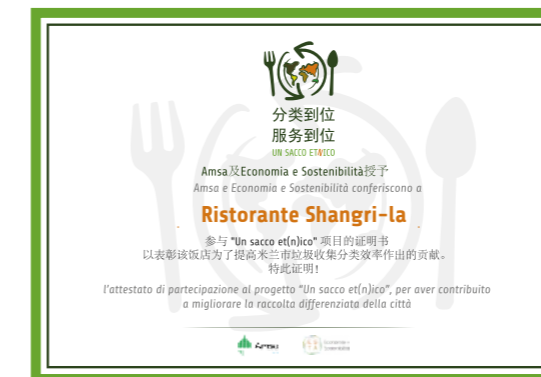 分类到位
服务到位
UN SACCO ET(N)ICO
Amsa及Economia e Sostenibilità授予
Amsa e Economia e Sostenibilità conferiscono a
Ristorante Shangri-la
参与 "Un sacco et(n)ico" 项目的证明书
以表彰该饭店为了提高米兰市垃圾收集分类效率作出的贡献。
特此证明!
l'attestato di partecipazione al progetto "Un sacco et(n)ico", per aver contribuito
a migliorare la raccolta differenziata della città
amsa